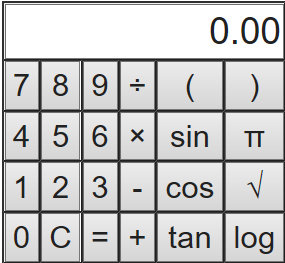 0.00
7 8 9 ÷ ( )
4 5 6 × sin π
1 2 3 - cos √
0 C = + tan log